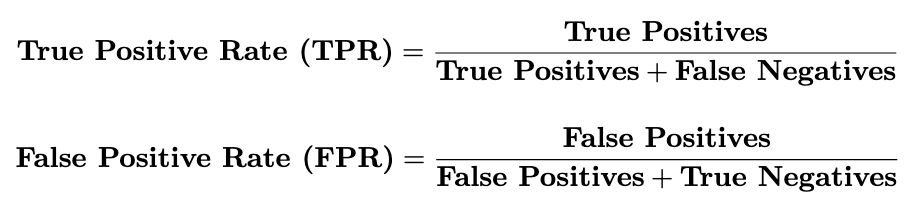 True Positive Rate (TPR) = True Positives / True Positives + False Negatives
False Positive Rate (FPR) = False Positives / False Positives + True Negatives